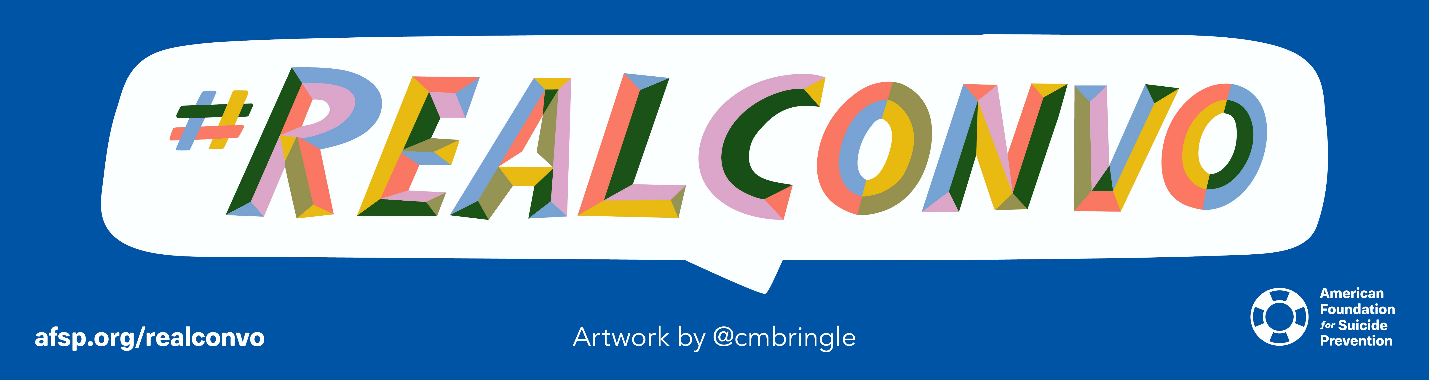 #REALCONVO
afsp.org/realconvo
Artwork by @cmbringle
American
Foundation
for Suicide
Prevention